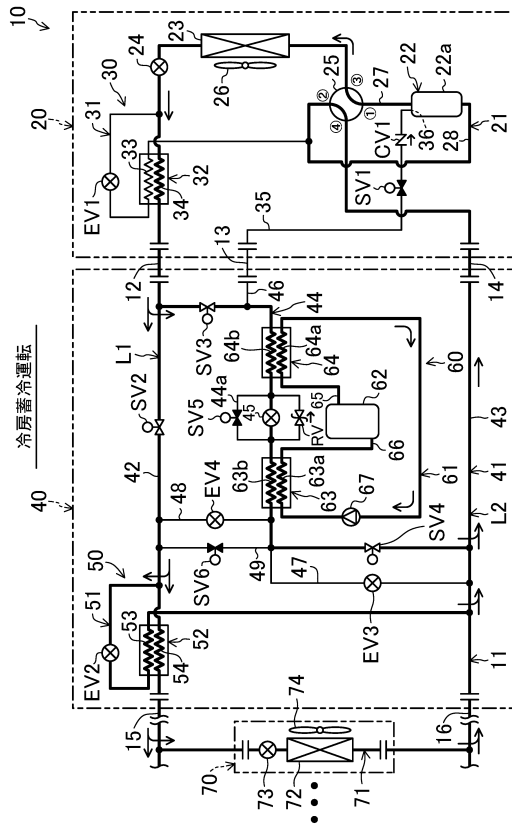 冷房蓄冷運転
10
40
20
EV2
51
50
EV1
31
30
24
23
53
33
26
15
54
52
42
SV2
L1
12
34
32
48
EV4
SV6
49
SV3
46
13
35
70
73
72
74
63b
63a
63
SV5
44a
45
RV
64b
64a
64
44
25
①
②
③
④
47
67
61
66
65
62
60
27
22
22a
71
EV3
SV4
SV1
CV1
36
28
21
16
11
L2
41
43
14